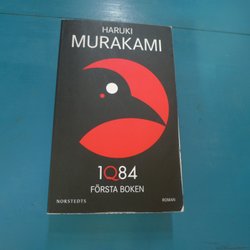 HARUKI
MURAKAMI
1Q84
FÖRSTA BOKEN
NORSTEDTS
ROMAN